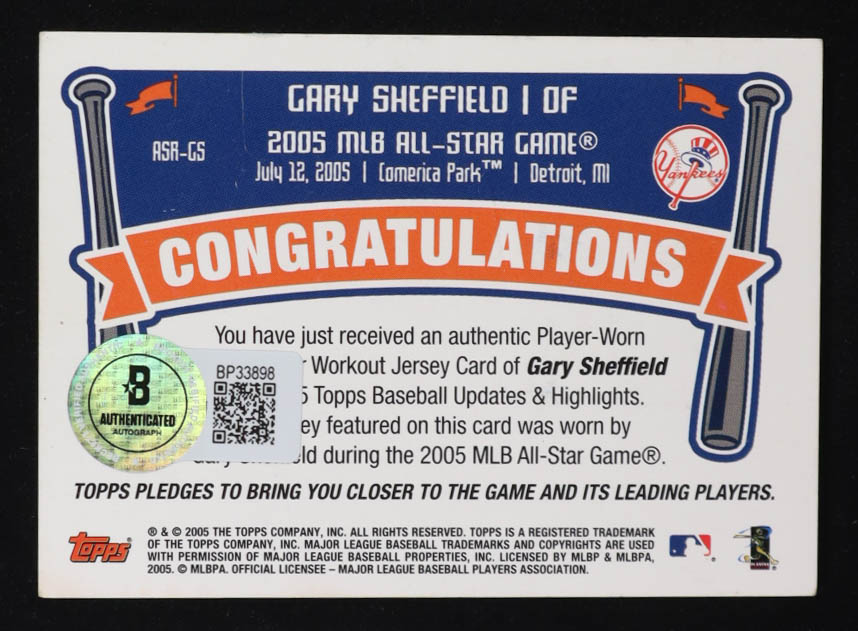 GARY SHEFFIELD | OF
ASR-GS
2005 MLB ALL-STAR GAME®
July 12, 2005 | Comerica Park™ | Detroit, MI
Yankees
CONGRATULATIONS
You have just received an authentic Player-Worn
r Workout Jersey Card of Gary Sheffield
5 Topps Baseball Updates & Highlights.
ey featured on this card was worn by
Gary Sheffield during the 2005 MLB All-Star Game®.
B
AUTHENTICATED
AUTOGRAPH
BP33898
TOPPS PLEDGES TO BRING YOU CLOSER TO THE GAME AND ITS LEADING PLAYERS.
topps
® & © 2005 THE TOPPS COMPANY, INC. ALL RIGHTS RESERVED. TOPPS IS A REGISTERED TRADEMARK
OF THE TOPPS COMPANY, INC. MAJOR LEAGUE BASEBALL TRADEMARKS AND COPYRIGHTS ARE USED
WITH PERMISSION OF MAJOR LEAGUE BASEBALL PROPERTIES, INC. LICENSED BY MLBP & MLBPA,
2005. © MLBPA. OFFICIAL LICENSEE – MAJOR LEAGUE BASEBALL PLAYERS ASSOCIATION.